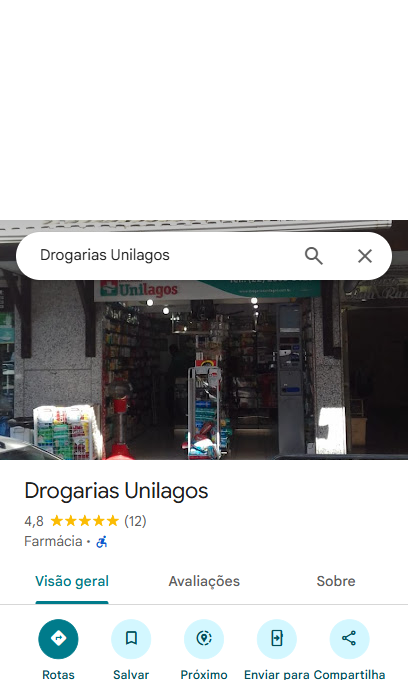 Drogarias Unilagos
Unilagos
Drogarias Unilagos
4,8 (12)
Farmácia ·
Visão geral Avaliações Sobre
Rotas Salvar Próximo Enviar para Compartilha